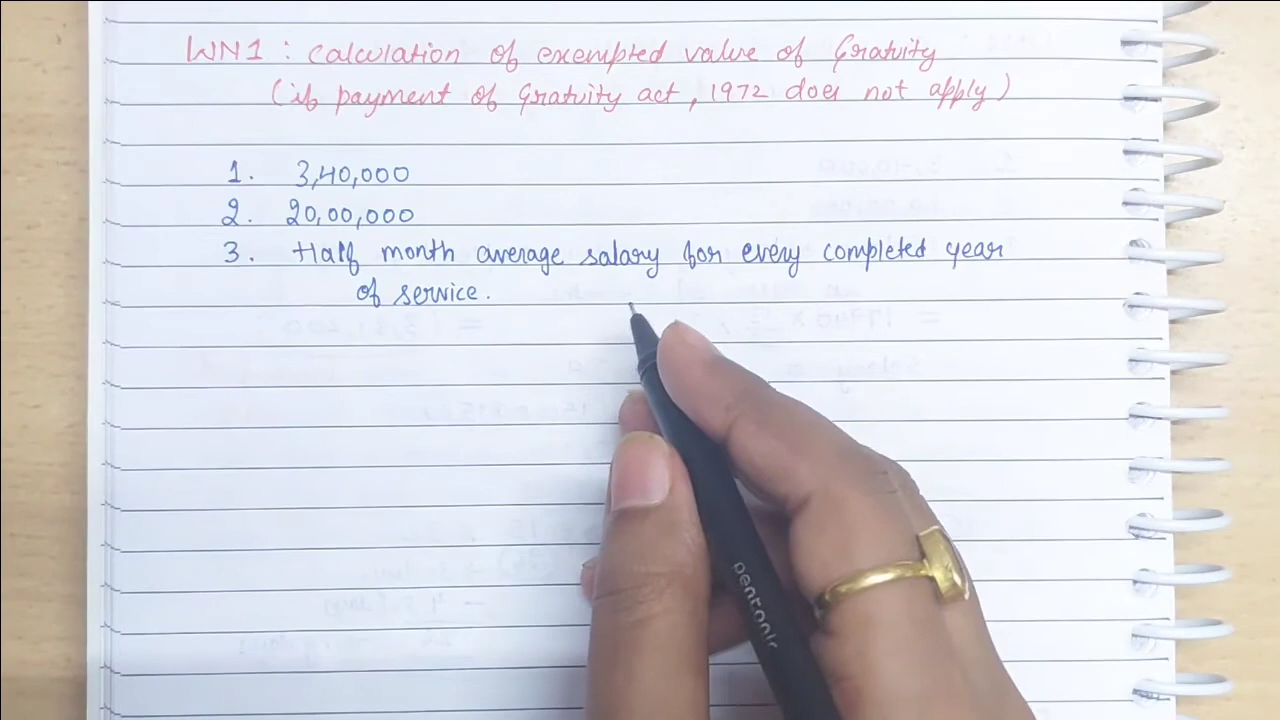 WN1 : Calculation of exempted value of Gratuity
(if payment of Gratuity act, 1972 does not apply)
1. 3,40,000
2. 20,00,000
3. Half month average salary for every completed year
of service.
pentonic